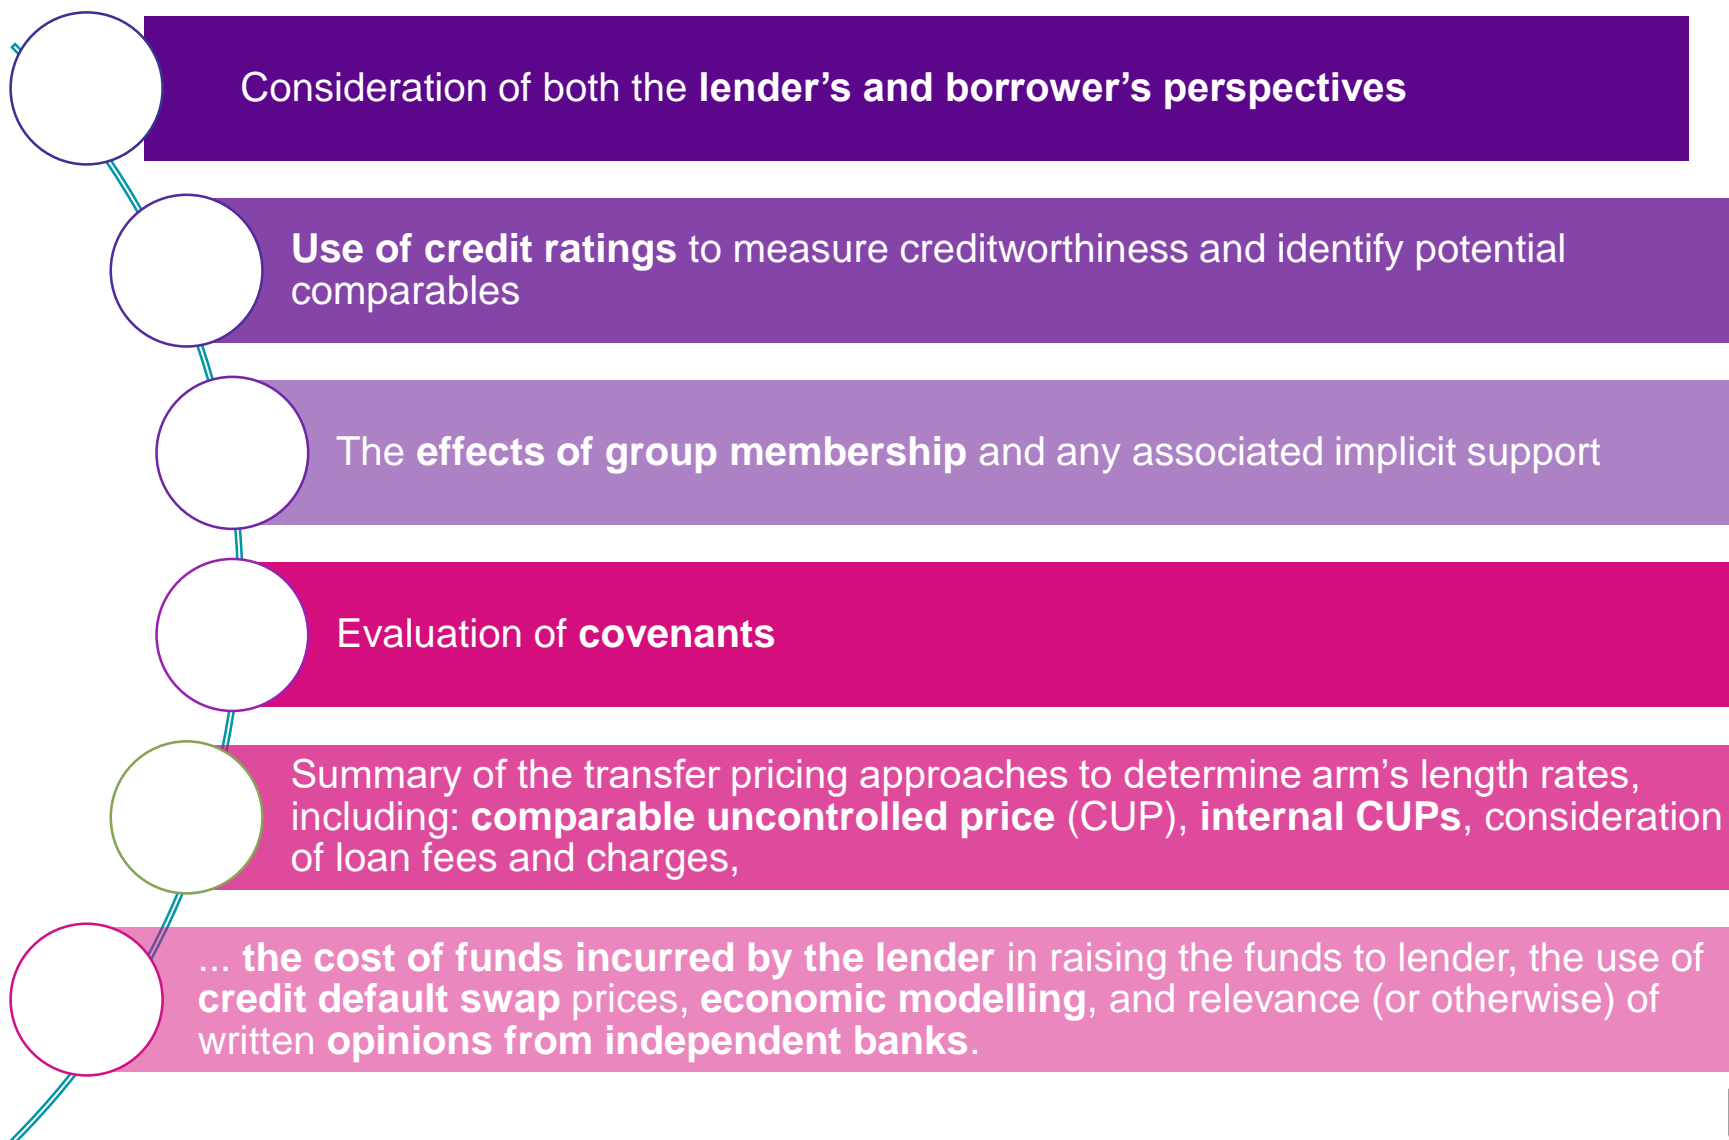 Consideration of both the lender’s and borrower’s perspectives
Use of credit ratings to measure creditworthiness and identify potential
comparables
The effects of group membership and any associated implicit support
Evaluation of covenants
Summary of the transfer pricing approaches to determine arm’s length rates,
including: comparable uncontrolled price (CUP), internal CUPs, consideration
of loan fees and charges,
... the cost of funds incurred by the lender in raising the funds to lender, the use of
credit default swap prices, economic modelling, and relevance (or otherwise) of
written opinions from independent banks.